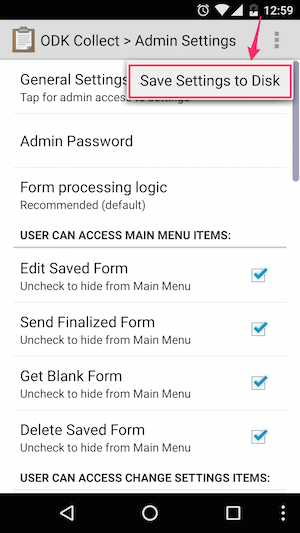 12:59
ODK Collect > Admin Settings
General Settings
Save Settings to Disk
Tap for admin access to settings
Admin Password
Form processing logic
Recommended (default)
USER CAN ACCESS MAIN MENU ITEMS:
Edit Saved Form
Uncheck to hide from Main Menu
Send Finalized Form
Uncheck to hide from Main Menu
Get Blank Form
Uncheck to hide from Main Menu
Delete Saved Form
Uncheck to hide from Main Menu
USER CAN ACCESS CHANGE SETTINGS ITEMS: